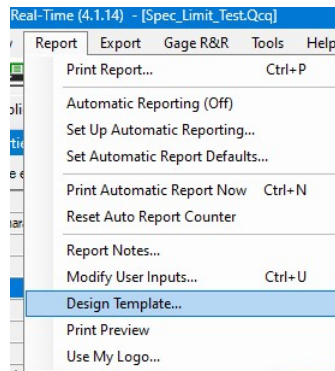 Real-Time (4.1.14) - [Spec_Limit_Test.Qcq]
Report Export Gage R&R Tools Help
Print Report... Ctrl+P
Automatic Reporting (Off)
Set Up Automatic Reporting...
Set Automatic Report Defaults...
Print Automatic Report Now Ctrl+N
Reset Auto Report Counter
Report Notes...
Modify User Inputs... Ctrl+U
Design Template...
Print Preview
Use My Logo...